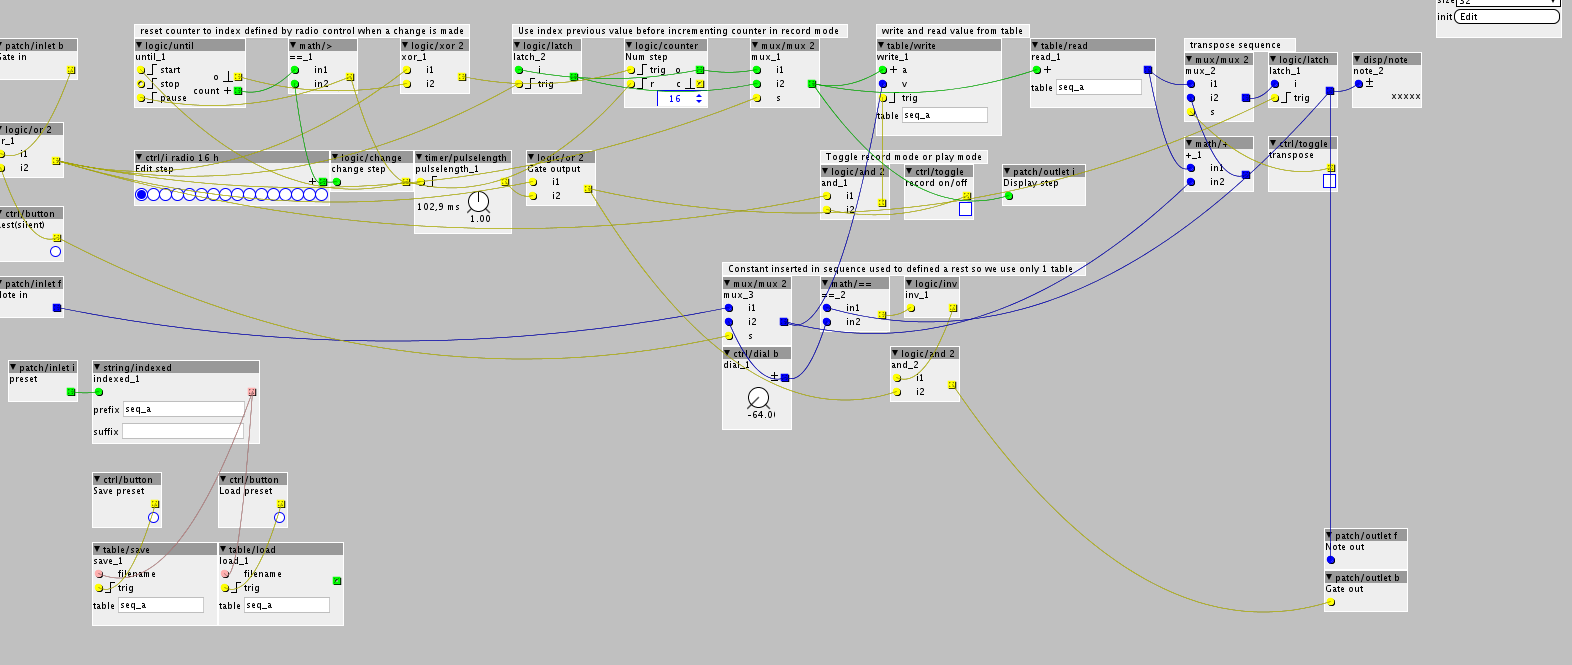 size 32
init Edit
reset counter to index defined by radio control when a change is made
Use index previous value before incrementing counter in record mode
write and read value from table
transpose sequence
patch/inlet b
logic/until
until_1
start
o
stop
count +
pause
math/>
==_1
in1
in2
logic/xor 2
xor_1
i1
i2
logic/latch
latch_2
i
trig
logic/counter
Num step
trig o
r c
16
mux/mux 2
mux_1
i1
i2
s
table/write
write_1
+ a
v
trig
table seq_a
table/read
read_1
+
table seq_a
mux/mux 2
mux_2
i1
i2
s
logic/latch
latch_1
i
trig
disp/note
note_2
±
xxxxx
logic/or 2
i1
i2
ctrl/i radio 16 h
Edit step
+
logic/change
change step
timer/pulselength
pulselength_1
102,9 ms
1.00
logic/or 2
Gate output
i1
i2
Toggle record mode or play mode
logic/and 2
and_1
i1
i2
ctrl/toggle
record on/off
patch/outlet i
Display step
math/+
+_1
in1
in2
ctrl/toggle
transpose
ctrl/button
patch/inlet f
Constant inserted in sequence used to defined a rest so we use only 1 table
mux/mux 2
mux_3
i1
i2
s
math/==
==_2
in1
in2
logic/inv
inv_1
ctrl/dial b
dial_1
±
logic/and 2
and_2
i1
i2
patch/inlet i
preset
string/indexed
indexed_1
prefix seq_a
suffix
ctrl/button
Save preset
ctrl/button
Load preset
table/save
save_1
filename
trig
table seq_a
table/load
load_1
filename
trig
table seq_a
patch/outlet f
Note out
patch/outlet b
Gate out